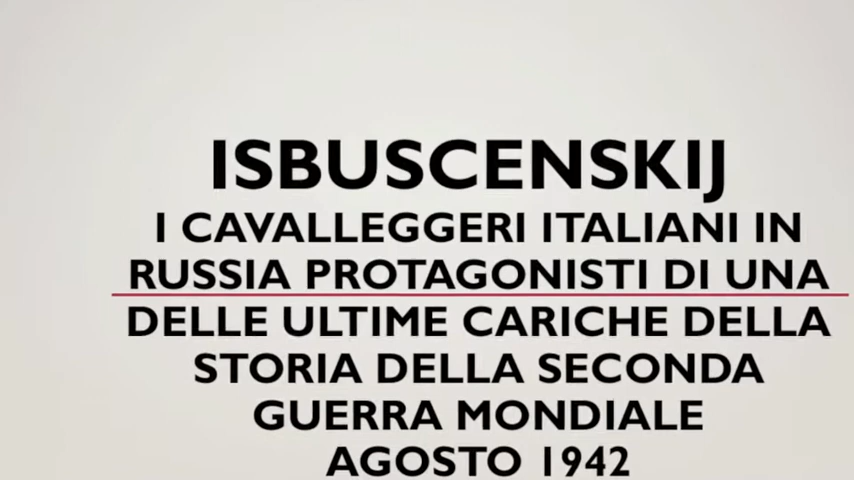 ISBUSCENSKIJ
I CAVALLEGGERI ITALIANI IN
RUSSIA PROTAGONISTI DI UNA
DELLE ULTIME CARICHE DELLA
STORIA DELLA SECONDA
GUERRA MONDIALE
AGOSTO 1942